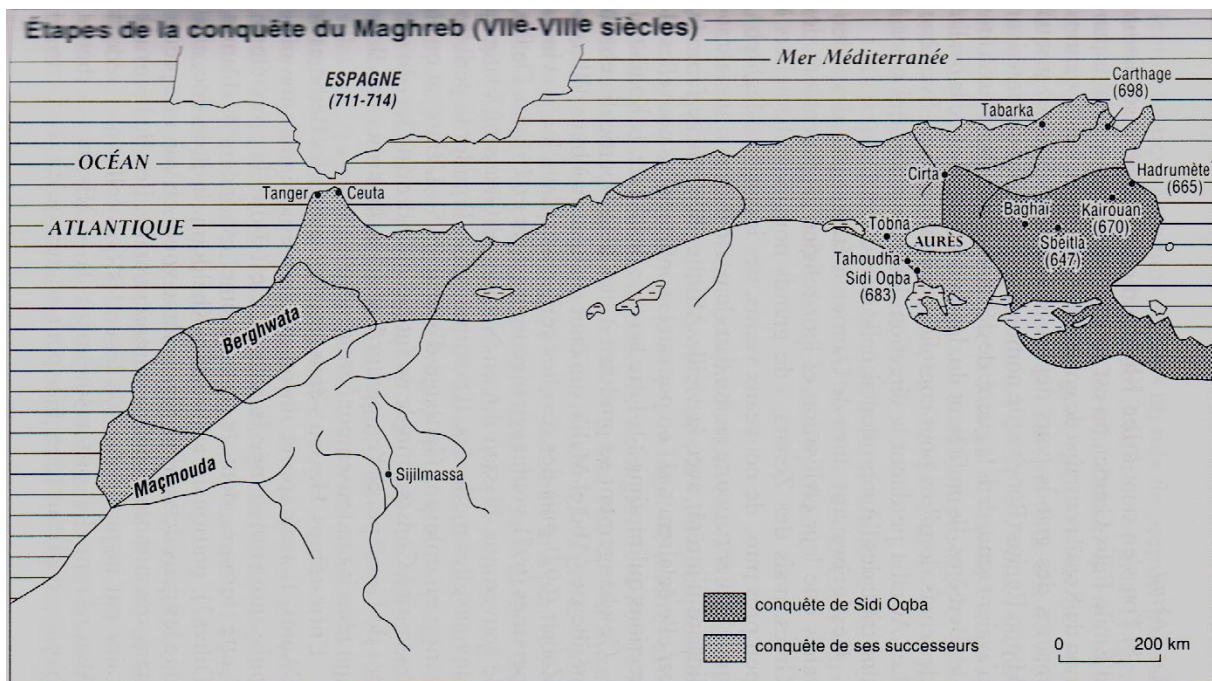 Étapes de la conquête du Maghreb (VIIe-VIIIe siècles)
ESPAGNE
(711-714)
Mer Méditerranée
Carthage
(698)
Tabarka
OCÉAN
ATLANTIQUE
Tanger
Ceuta
Cirta
Hadrumète
(665)
Baghaï
Kairouan
(670)
Sbeïtla
(647)
Tobna
AURÈS
Tahoudha
Sidi Oqba
(683)
Berghwata
Maçmouda
Sijilmassa
conquête de Sidi Oqba
conquête de ses successeurs
0 200 km